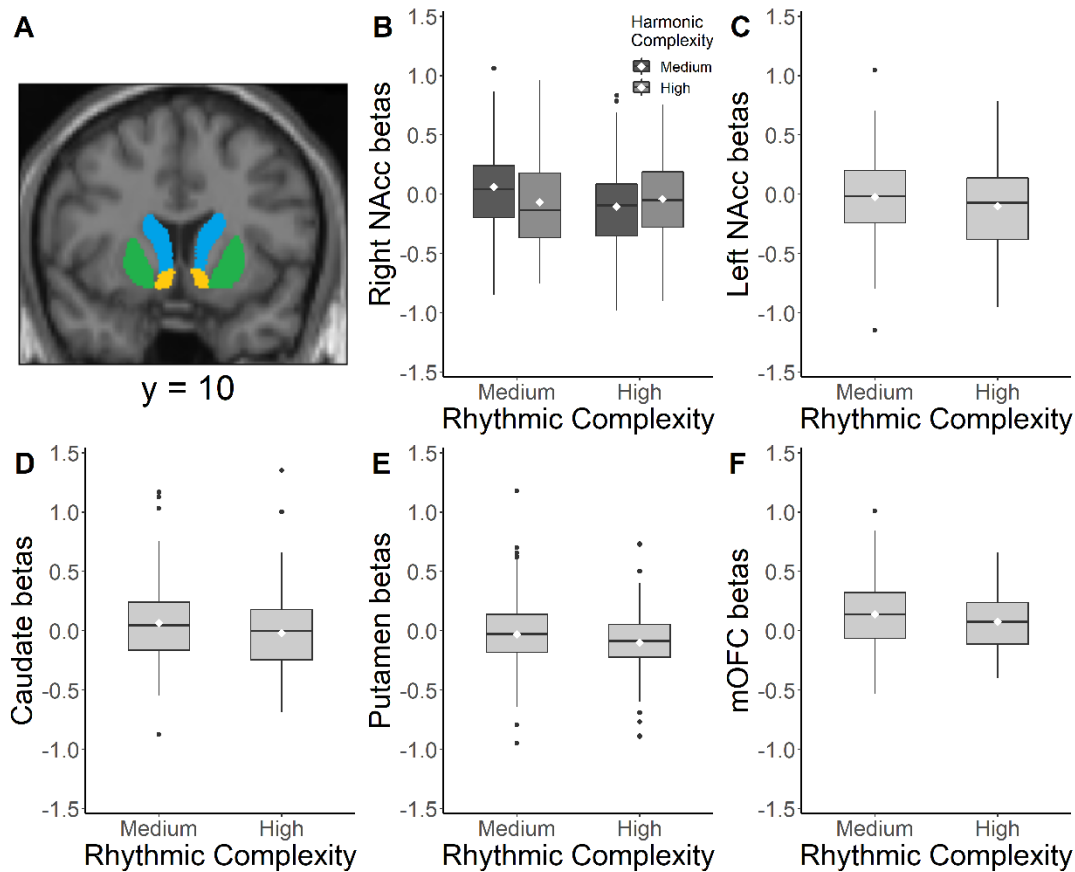 A
y = 10
B
Harmonic
Complexity
Medium
High
Right NAcc betas
1.5
1.0
0.5
0.0
-0.5
-1.0
-1.5
Medium High
Rhythmic Complexity
C
Left NAcc betas
1.5
1.0
0.5
0.0
-0.5
-1.0
-1.5
Medium High
Rhythmic Complexity
D
Caudate betas
1.5
1.0
0.5
0.0
-0.5
-1.0
-1.5
Medium High
Rhythmic Complexity
E
Putamen betas
1.5
1.0
0.5
0.0
-0.5
-1.0
-1.5
Medium High
Rhythmic Complexity
F
mOFC betas
1.5
1.0
0.5
0.0
-0.5
-1.0
-1.5
Medium High
Rhythmic Complexity